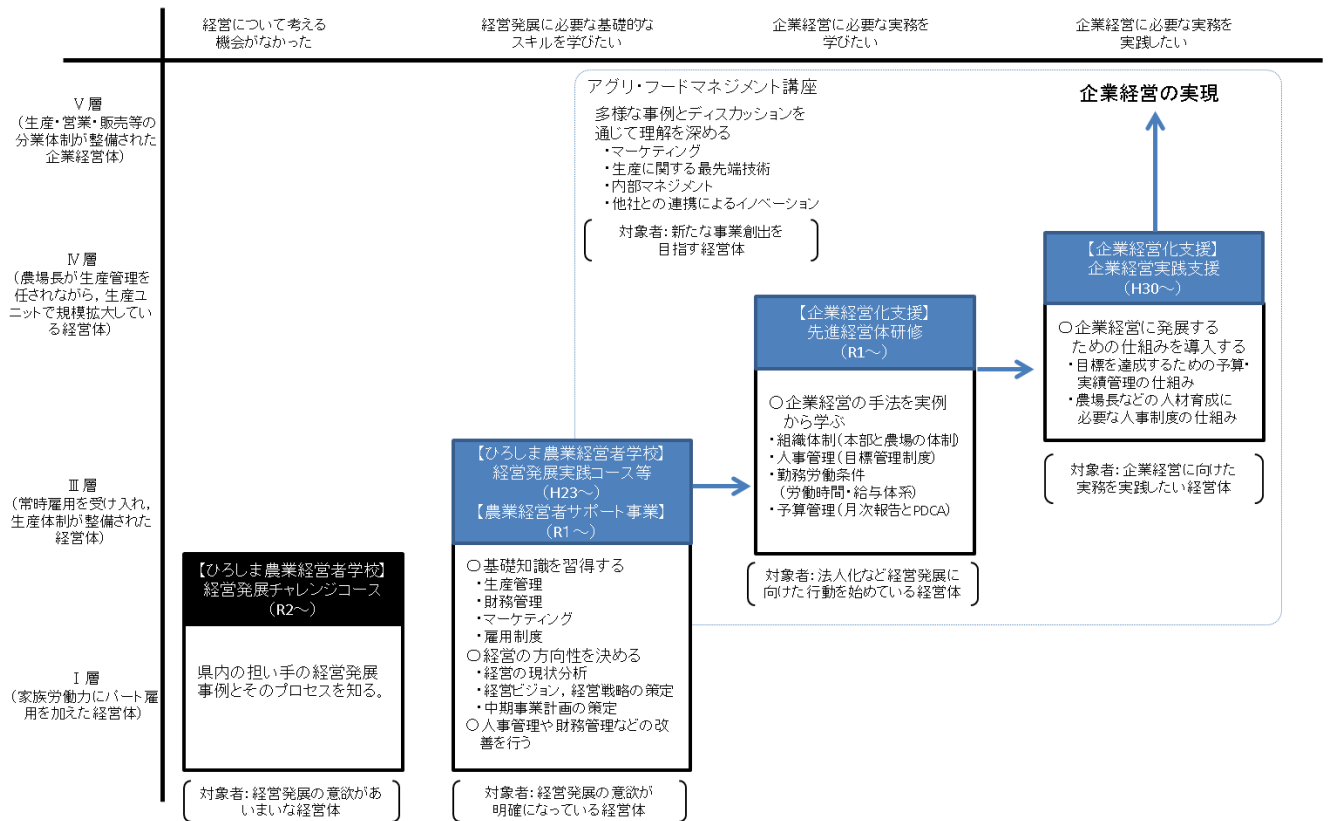 経営について考える
機会がなかった
経営発展に必要な基礎的な
スキルを学びたい
企業経営に必要な実務を
学びたい
企業経営に必要な実務を
実践したい
Ⅴ層
(生産・営業・販売等の
分業体制が整備された
企業経営体)
Ⅳ層
(農場長が生産管理を
任されながら,生産ユ
ニットで規模拡大してい
る経営体)
Ⅲ層
(常時雇用を受け入れ,
生産体制が整備された
経営体)
Ⅰ層
(家族労働力にパート雇
用を加えた経営体)
アグリ・フードマネジメント講座
多様な事例とディスカッションを
通じて理解を深める
・マーケティング
・生産に関する最先端技術
・内部マネジメント
・他社との連携によるイノベーション
対象者:新たな事業創出を
目指す経営体
企業経営の実現
【ひろしま農業経営者学校】
経営発展チャレンジコース
(R2~)
県内の担い手の経営発展
事例とそのプロセスを知る。
対象者:経営発展の意欲があ
いまいな経営体
【ひろしま農業経営者学校】
経営発展実践コース等
(H23~)
【農業経営者サポート事業】
(R1~)
○基礎知識を習得する
・生産管理
・財務管理
・マーケティング
・雇用制度
○経営の方向性を決める
・経営の現状分析
・経営ビジョン,経営戦略の策定
・中期事業計画の策定
○人事管理や財務管理などの改
善を行う
対象者:経営発展の意欲が
明確になっている経営体
【企業経営化支援】
先進経営体研修
(R1~)
○企業経営の手法を実例
から学ぶ
・組織体制(本部と農場の体制)
・人事管理(目標管理制度)
・勤務労働条件
(労働時間・給与体系)
・予算管理(月次報告とPDCA)
対象者:法人化など経営発展に
向けた行動を始めている経営体
【企業経営化支援】
企業経営実践支援
(H30~)
○企業経営に発展する
ための仕組みを導入する
・目標を達成するための予算・
実績管理の仕組み
・農場長などの人材育成に
必要な人事制度の仕組み
対象者:企業経営に向けた
実務を実践したい経営体